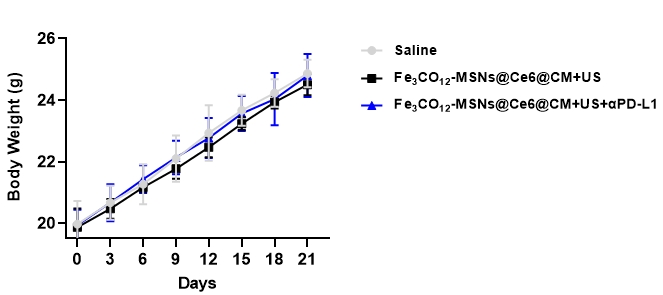 26
24
22
20
Body Weight (g)
0 3 6 9 12 15 18 21
Days
Saline
Fe₃CO₁₂-MSNs@Ce6@CM+US
Fe₃CO₁₂-MSNs@Ce6@CM+US+αPD-L1